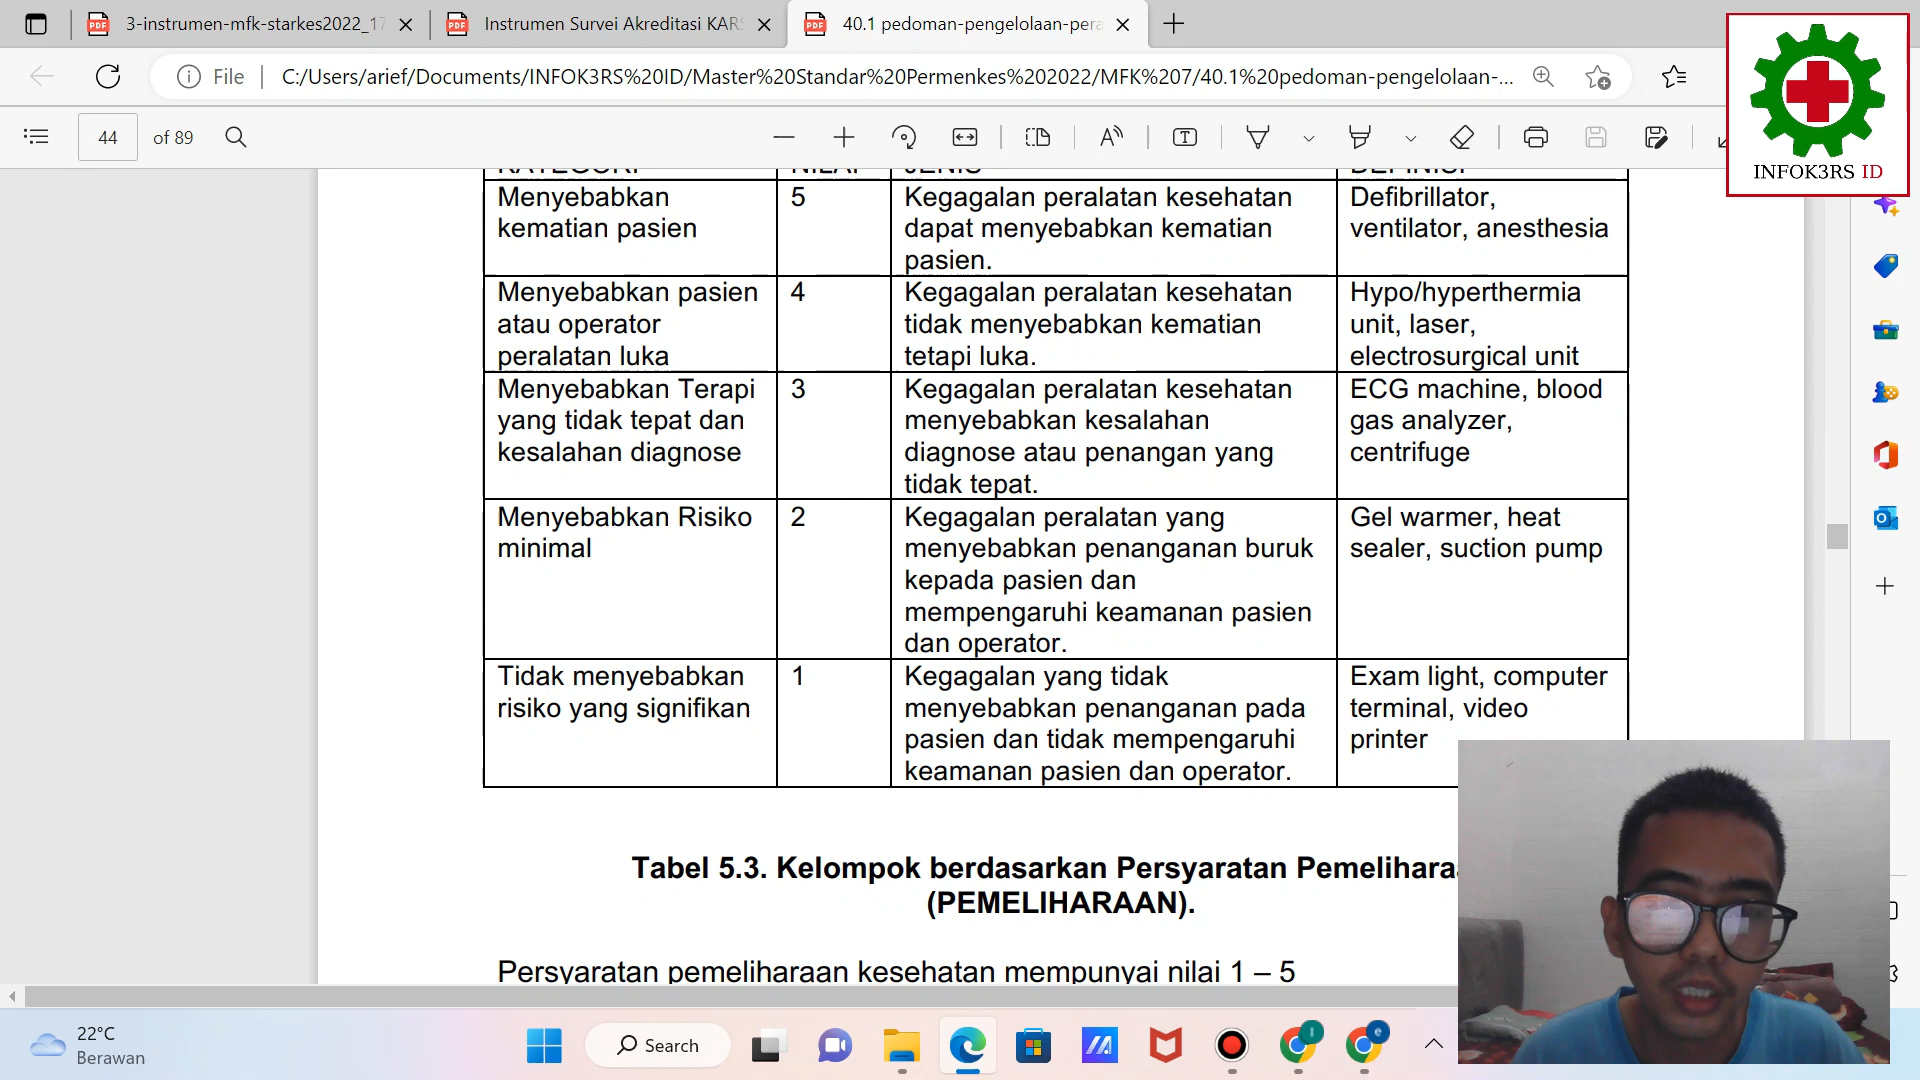 3-instrumen-mfk-starkes2022_17
Instrumen Survei Akreditasi KARS
40.1 pedoman-pengelolaan-pera
File
C:/Users/arief/Documents/INFOK3RS%20ID/Master%20Standar%20Permenkes%202022/MFK%207/40.1%20pedoman-pengelolaan-...
INFOK3RS ID
44
of 89
KATEGORI NILAI JENIS DEFINISI
Menyebabkan kematian pasien
5
Kegagalan peralatan kesehatan dapat menyebabkan kematian pasien.
Defibrillator, ventilator, anesthesia
Menyebabkan pasien atau operator peralatan luka
4
Kegagalan peralatan kesehatan tidak menyebabkan kematian tetapi luka.
Hypo/hyperthermia unit, laser, electrosurgical unit
Menyebabkan Terapi yang tidak tepat dan kesalahan diagnose
3
Kegagalan peralatan kesehatan menyebabkan kesalahan diagnose atau penangan yang tidak tepat.
ECG machine, blood gas analyzer, centrifuge
Menyebabkan Risiko minimal
2
Kegagalan peralatan yang menyebabkan penanganan buruk kepada pasien dan mempengaruhi keamanan pasien dan operator.
Gel warmer, heat sealer, suction pump
Tidak menyebabkan risiko yang signifikan
1
Kegagalan yang tidak menyebabkan penanganan pada pasien dan tidak mempengaruhi keamanan pasien dan operator.
Exam light, computer terminal, video printer
Tabel 5.3. Kelompok berdasarkan Persyaratan Pemelihara
(PEMELIHARAAN).
Persyaratan pemeliharaan kesehatan mempunyai nilai 1 – 5
22°C
Berawan
Search